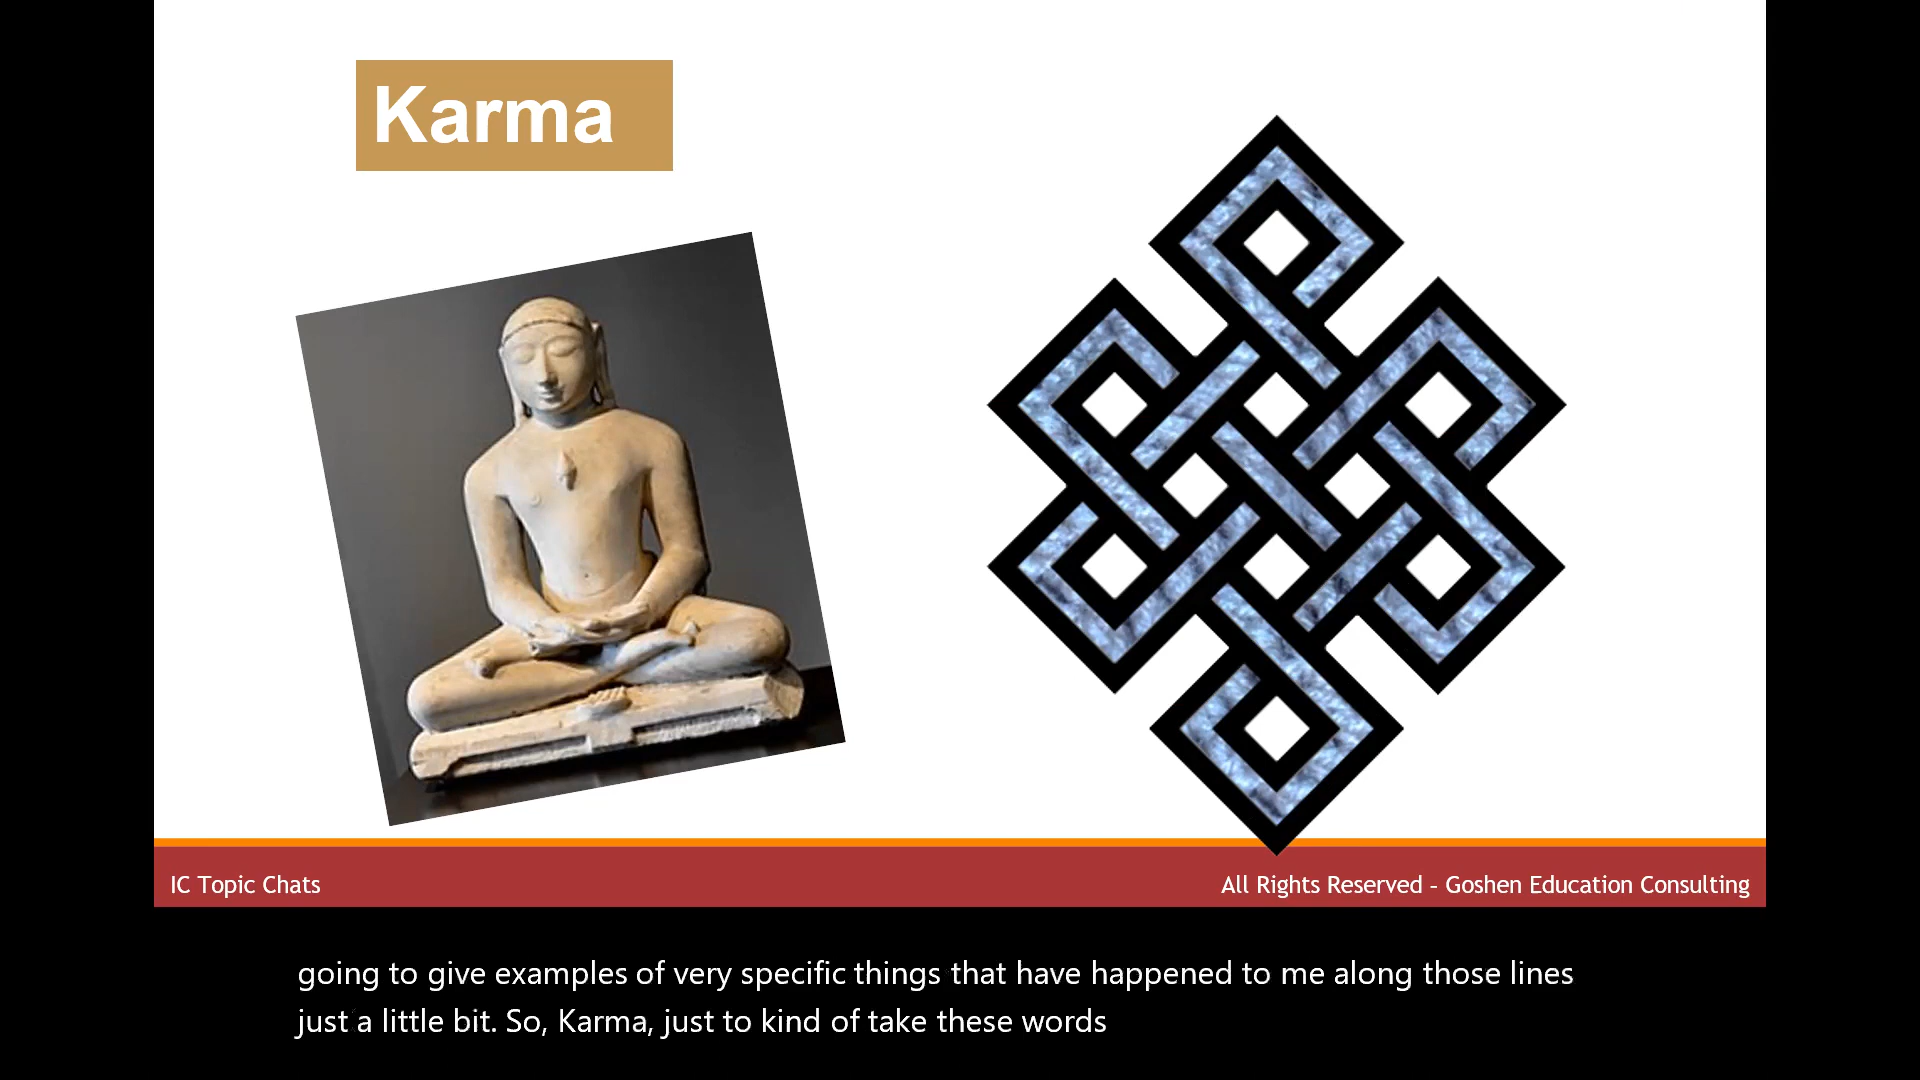 Karma
IC Topic Chats
All Rights Reserved - Goshen Education Consulting
going to give examples of very specific things that have happened to me along those lines
just a little bit. So, Karma, just to kind of take these words